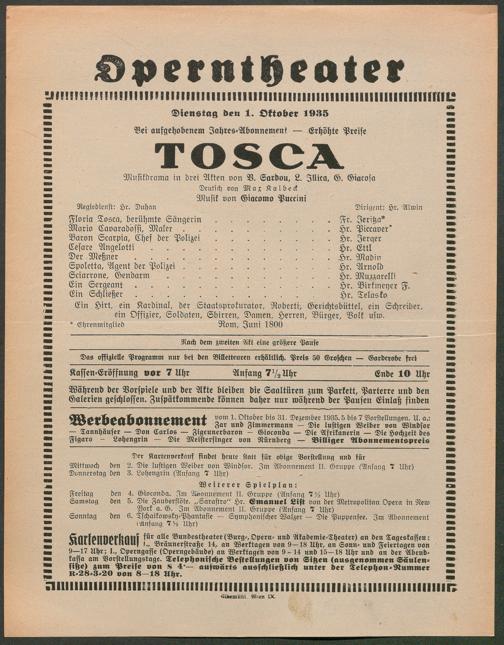 Operntheater
Dienstag den 1. Oktober 1935
Bei aufgehobenem Jahres-Abonnement — Erhöhte Preise
TOSCA
Musikdrama in drei Akten von V. Sardou, L. Illica, G. Giacosa
Deutsch von Max Kalbeck
Musik von Giacomo Puccini
Regiedienst: Hr. Duhan Dirigent: Hr. Alwin
Floria Tosca, berühmte Sängerin . . . . . Fr. Jeritza*
Mario Cavaradossi, Maler . . . . . Hr. Piccaver*
Baron Scarpia, Chef der Polizei . . . . . Hr. Jerger
Cesare Angelotti . . . . . Hr. Ettl
Der Meßner . . . . . Hr. Madin
Spoletta, Agent der Polizei . . . . . Hr. Arnold
Sciarrone, Gendarm . . . . . Hr. Muzzarelli
Ein Sergeant . . . . . Hr. Birkmeyer F.
Ein Schließer . . . . . Hr. Telasko
Ein Hirt, ein Kardinal, der Staatsprokurator, Roberti, Gerichtsbüttel, ein Schreiber,
ein Offizier, Soldaten, Sbirren, Damen, Herren, Bürger, Volk usw.
* Ehrenmitglied Rom, Juni 1800
Nach dem zweiten Akt eine größere Pause
Das offizielle Programm nur bei den Billetteuren erhältlich. Preis 50 Groschen — Garderobe frei
Kassen-Eröffnung vor 7 Uhr Anfang 7½ Uhr Ende 10 Uhr
Während der Vorspiele und der Akte bleiben die Saaltüren zum Parkett, Parterre und den
Galerien geschlossen. Zuspätkommende können daher nur während der Pausen Einlaß finden
Werbeabonnement vom 1. Oktober bis 31. Dezember 1935, 5 bis 7 Vorstellungen. U. a.:
Zar und Zimmermann — Die lustigen Weiber von Windsor
— Tannhäuser — Don Carlos — Zigeunerbaron — Gioconda — Die Afrikanerin — Die Hochzeit des
Figaro — Lohengrin — Die Meistersinger von Nürnberg — Billiger Abonnementspreis
Der Kartenverkauf findet heute statt für obige Vorstellung und für
Mittwoch den 2. Die lustigen Weiber von Windsor. Im Abonnement II. Gruppe (Anfang 7 Uhr)
Donnerstag den 3. Lohengrin (Anfang 7 Uhr)
Weiterer Spielplan:
Freitag den 4. Gioconda. Im Abonnement II. Gruppe (Anfang 7½ Uhr)
Samstag den 5. Die Zauberflöte. „Sarastro“ Hr. Emanuel List von der Metropolitan Opera in New
York a. G. Im Abonnement II. Gruppe (Anfang 7 Uhr)
Sonntag den 6. Tschaikowsky-Phantasie — Symphonischer Walzer — Die Puppenfee. Im Abonnement
(Anfang 7½ Uhr)
Kartenverkauf für alle Bundestheater (Burg-, Opern- und Akademie-Theater) an den Tageskassen:
I., Bräunerstraße 14, an Werktagen von 9—18 Uhr, an Sonn- und Feiertagen von
9—17 Uhr; I., Operngasse (Operngebäude) an Werktagen von 9—14 und 15—18 Uhr und an der Abend-
kassa am Vorstellungstage. Telephonische Bestellungen von Sitzen (ausgenommen Säulen-
sitze) zum Preise von S 4'— aufwärts ausschließlich unter der Telephon-Nummer
R-28-3-20 von 8—18 Uhr.
Wien IX.